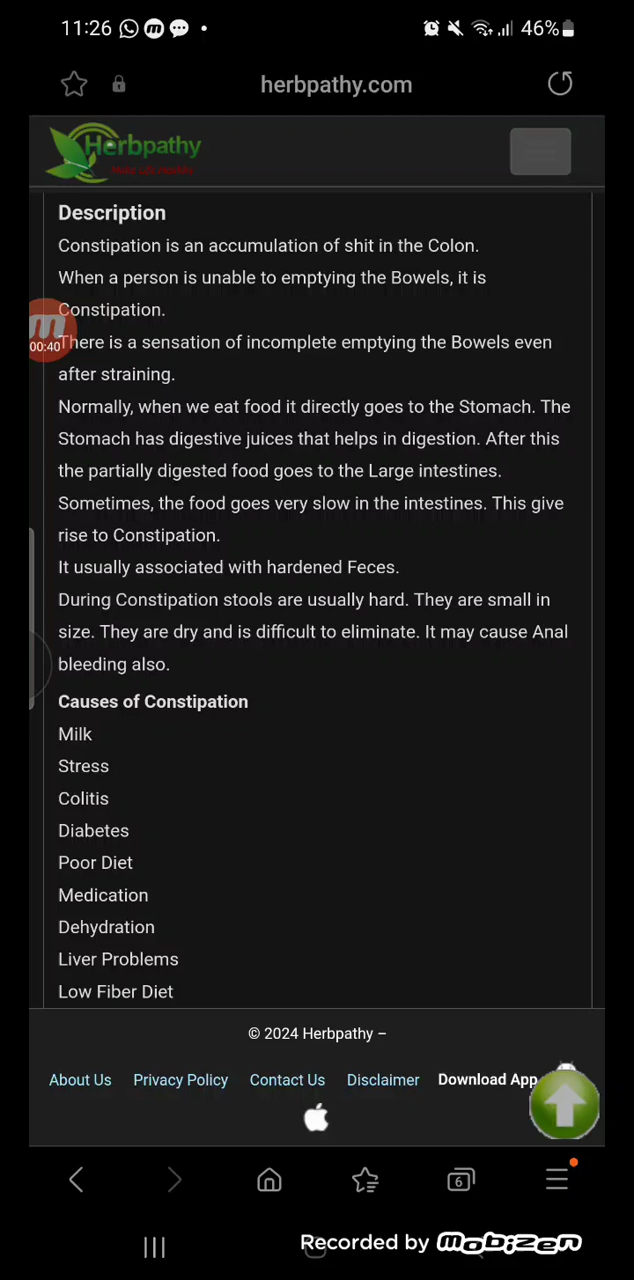 11:26
46%
herbpathy.com
Herbpathy
Description
Constipation is an accumulation of shit in the Colon.
When a person is unable to emptying the Bowels, it is
Constipation.
There is a sensation of incomplete emptying the Bowels even
00:40
after straining.
Normally, when we eat food it directly goes to the Stomach. The
Stomach has digestive juices that helps in digestion. After this
the partially digested food goes to the Large intestines.
Sometimes, the food goes very slow in the intestines. This give
rise to Constipation.
It usually associated with hardened Feces.
During Constipation stools are usually hard. They are small in
size. They are dry and is difficult to eliminate. It may cause Anal
bleeding also.
Causes of Constipation
Milk
Stress
Colitis
Diabetes
Poor Diet
Medication
Dehydration
Liver Problems
Low Fiber Diet
© 2024 Herbpathy –
About Us Privacy Policy Contact Us Disclaimer Download App
6
Recorded by mobizen